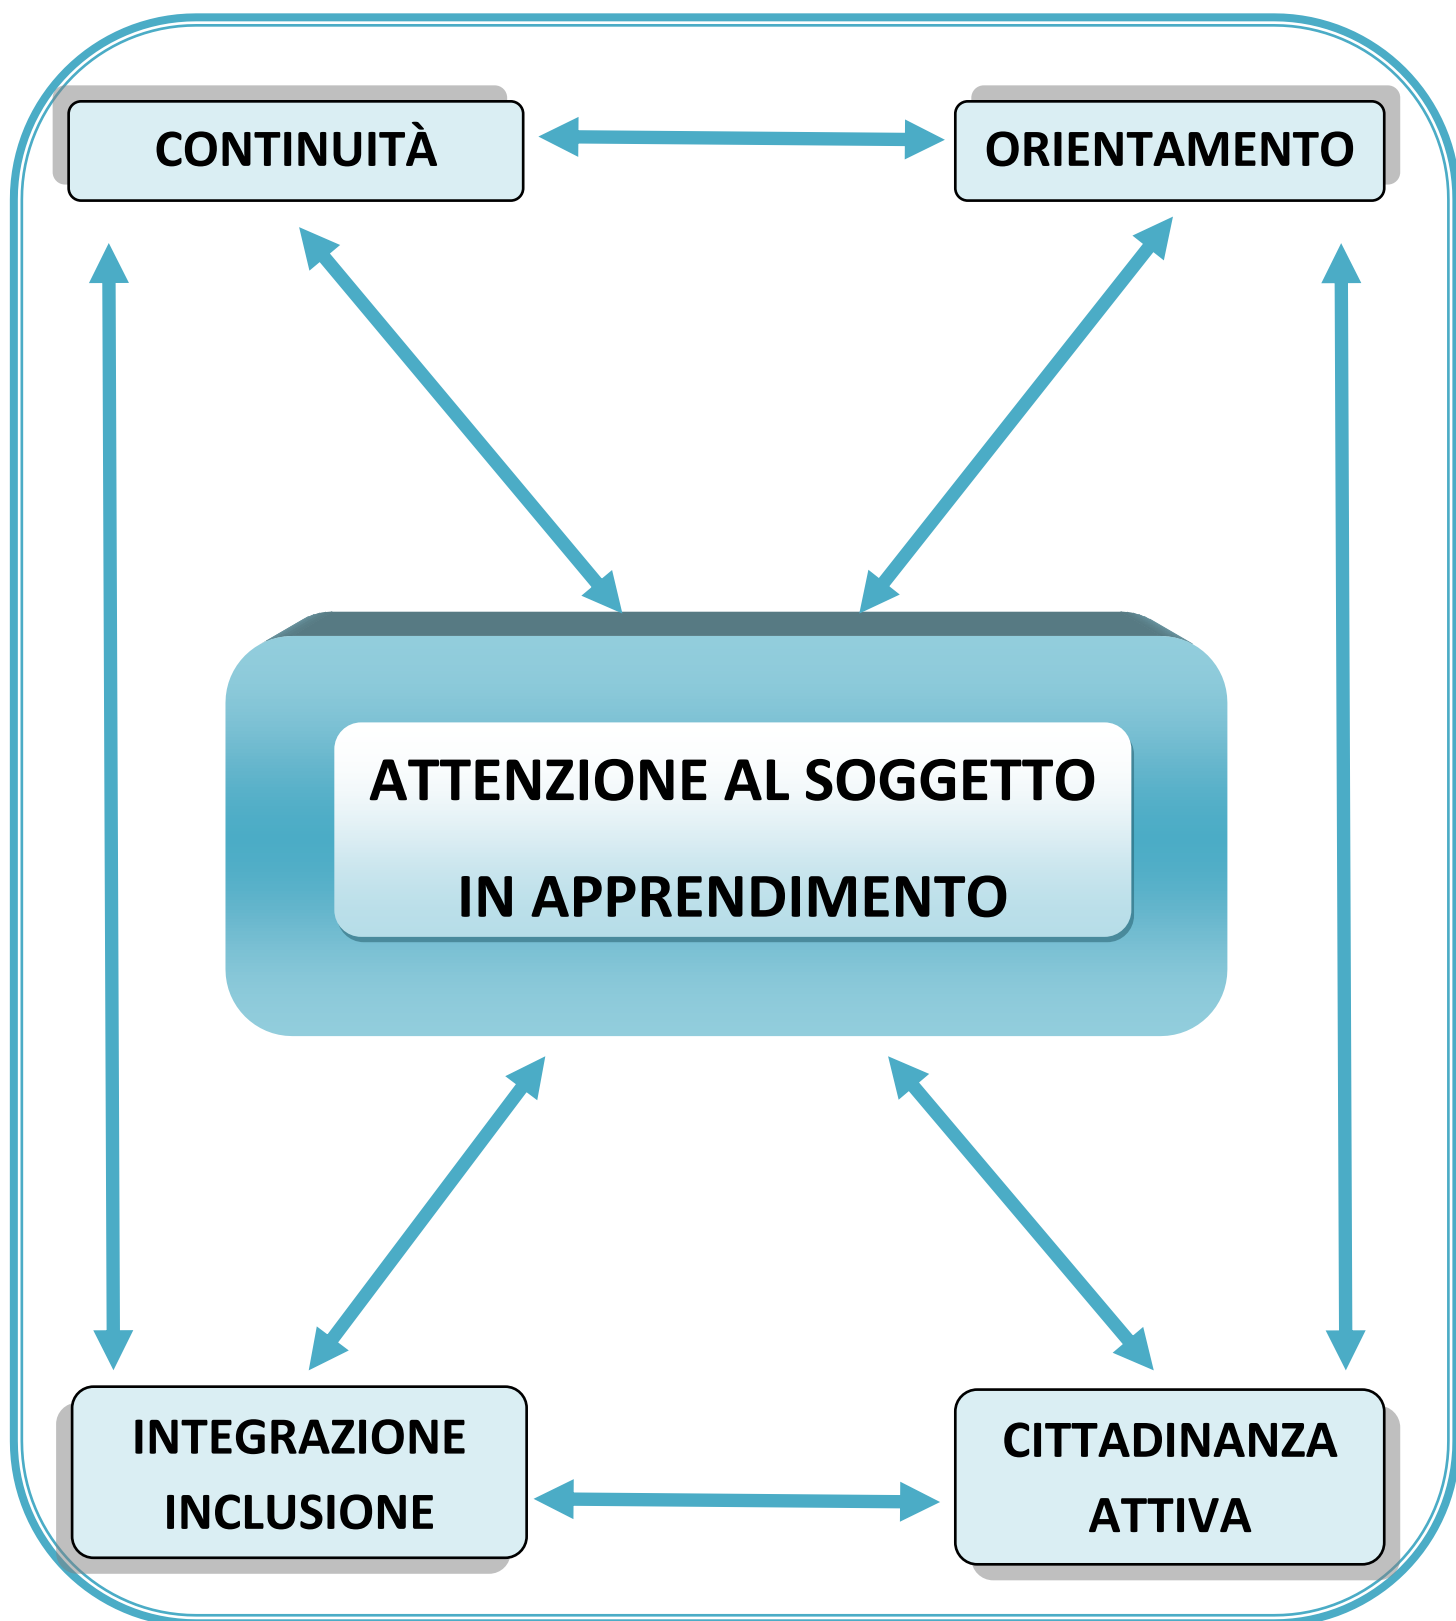 CONTINUITÀ
ORIENTAMENTO
ATTENZIONE AL SOGGETTO
IN APPRENDIMENTO
INTEGRAZIONE
INCLUSIONE
CITTADINANZA
ATTIVA